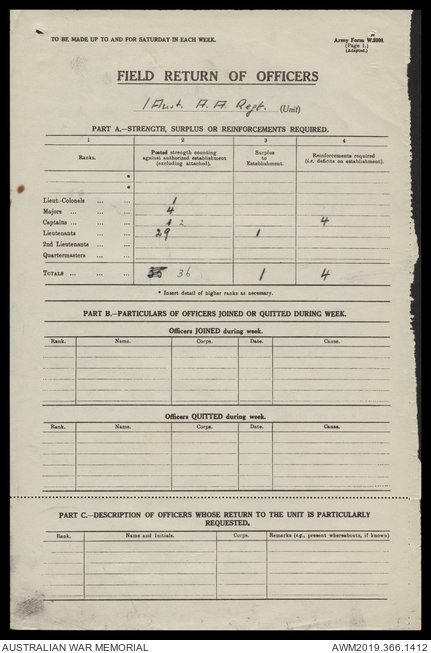 TO BE MADE UP TO AND FOR SATURDAY IN EACH WEEK.
Army Form W.3008.
(Page 1.)
(Adapted.)
FIELD RETURN OF OFFICERS
1 Aust. A. A. Regt. (Unit)
PART A.—STRENGTH, SURPLUS OR REINFORCEMENTS REQUIRED.
1 2 3 4
Ranks. Posted strength counting against authorized establishment (excluding attached). Surplus to Establishment. Reinforcements required (i.e. deficits on establishment).
*
*
Lieut.-Colonels ... ... 1
Majors ... ... ... 4
Captains ... ... ... 2 4
Lieutenants ... ... 29 1
2nd Lieutenants ... ...
Quartermasters ... ...
TOTALS ... ... ... 35 36 1 4
* Insert detail of higher ranks as necessary.
PART B.—PARTICULARS OF OFFICERS JOINED OR QUITTED DURING WEEK.
Officers JOINED during week.
Rank. Name. Corps. Date. Cause.
Officers QUITTED during week.
Rank. Name. Corps. Date. Cause.
PART C.—DESCRIPTION OF OFFICERS WHOSE RETURN TO THE UNIT IS PARTICULARLY
REQUESTED.
Rank. Name and Initials. Corps. Remarks (e.g., present whereabouts, if known)
AUSTRALIAN WAR MEMORIAL AWM2019.366.1412